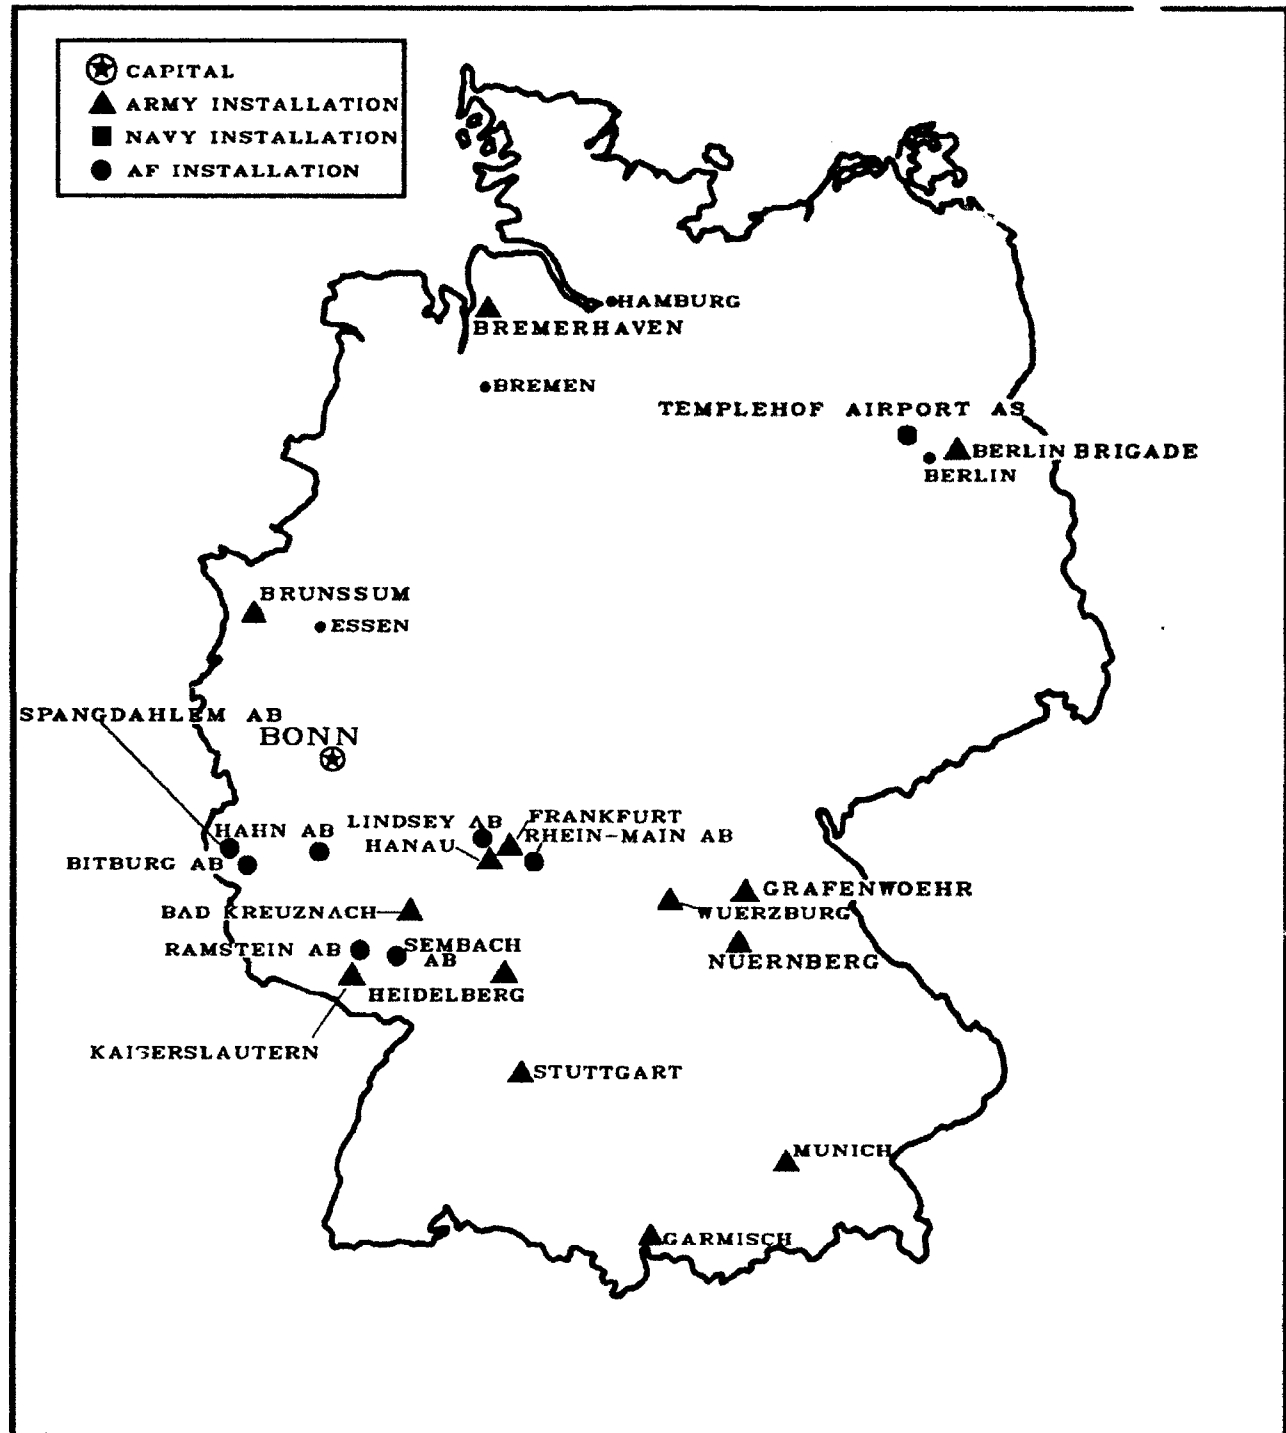 CAPITAL
ARMY INSTALLATION
NAVY INSTALLATION
AF INSTALLATION
HAMBURG
BREMERHAVEN
BREMEN
TEMPLEHOF AIRPORT AS
BERLIN BRIGADE
BERLIN
BRUNSSUM
ESSEN
SPANGDAHLEM AB
BONN
LINDSEY AB
FRANKFURT
HAHN AB
RHEIN-MAIN AB
HANAU
BITBURG AB
GRAFENWOEHR
BAD KREUZNACH
WUERZBURG
RAMSTEIN AB
SEMBACH
AB
NUERNBERG
HEIDELBERG
KAISERSLAUTERN
STUTTGART
MUNICH
GARMISCH